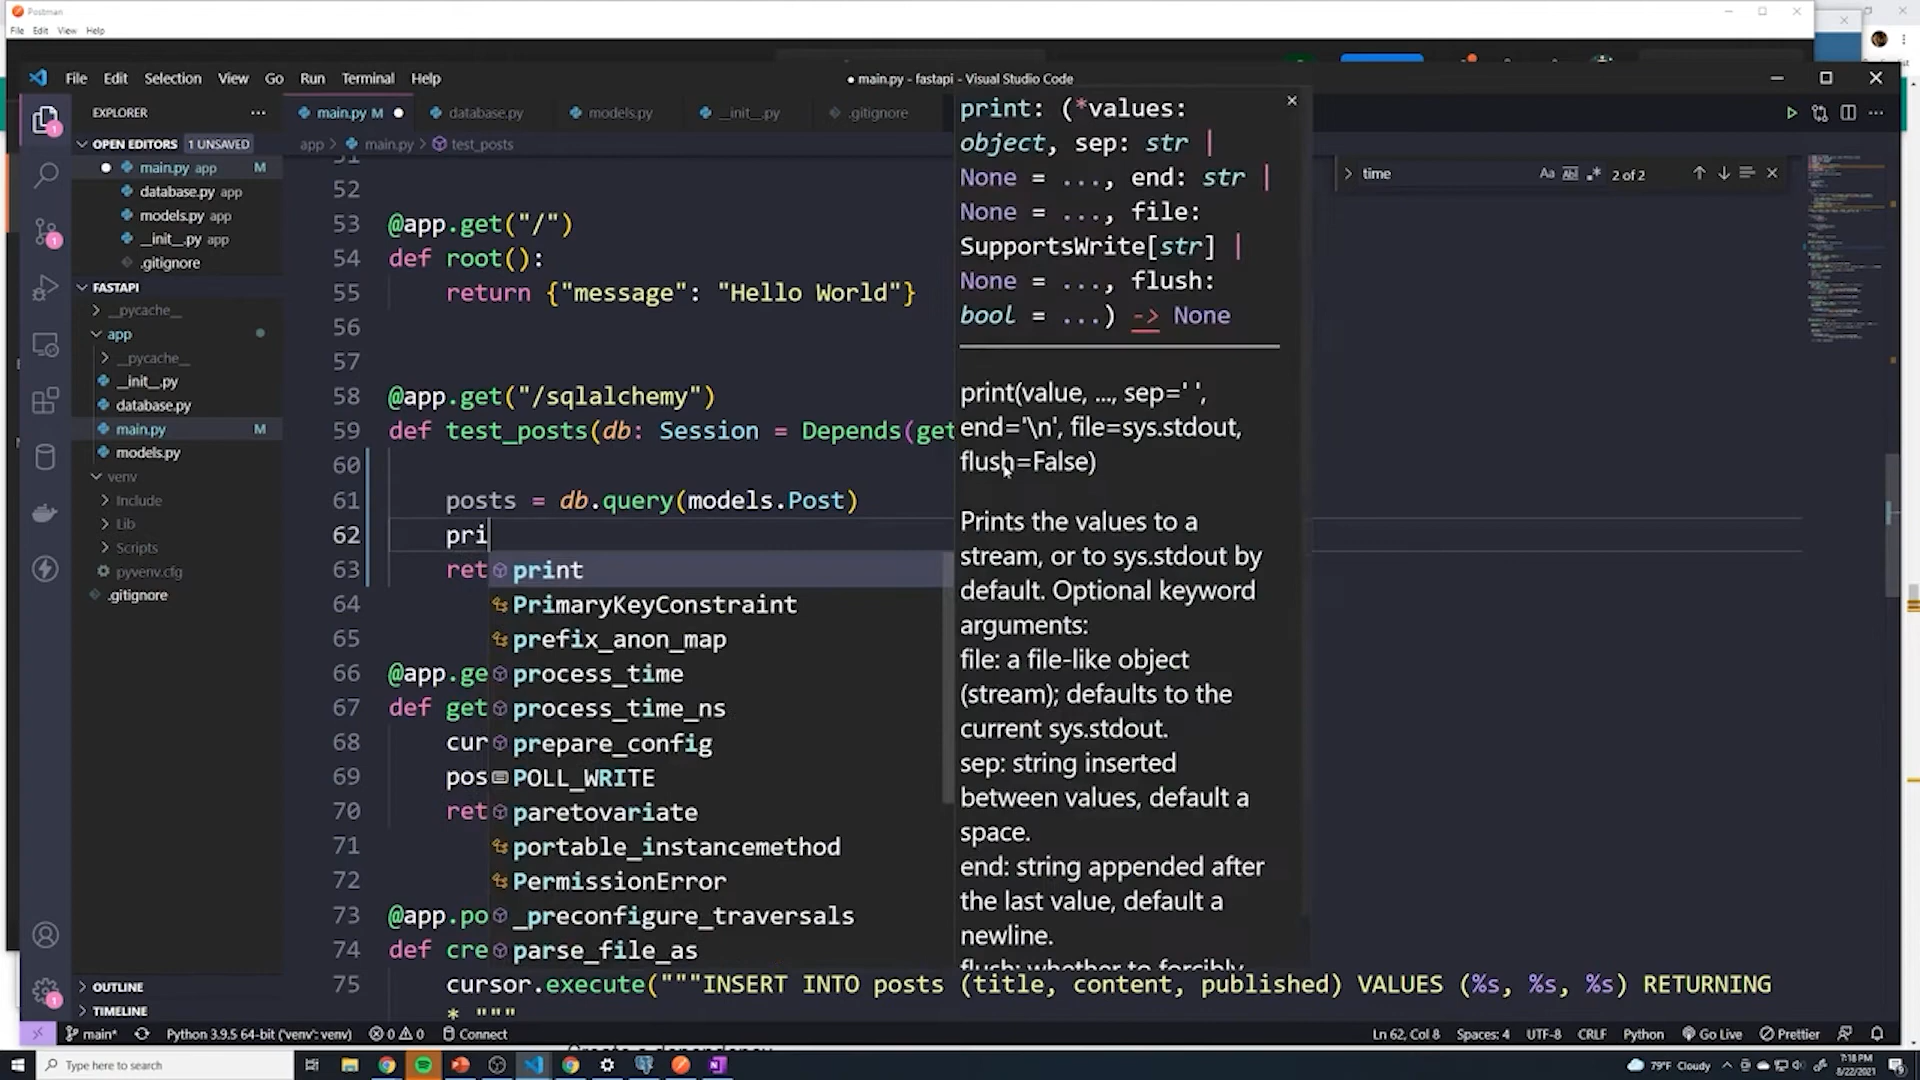 Postman
File Edit View Help
File Edit Selection View Go Run Terminal Help
● main.py - fastapi - Visual Studio Code
EXPLORER
OPEN EDITORS 1 UNSAVED
main.py app M
database.py app
models.py app
__init__.py app
.gitignore
FASTAPI
__pycache__
app
__pycache__
__init__.py
database.py
main.py M
models.py
venv
Include
Lib
Scripts
pyvenv.cfg
.gitignore
OUTLINE
TIMELINE
main.py M database.py models.py __init__.py .gitignore
app > main.py > test_posts
time Aa Abl .* 2 of 2
51
52
53 @app.get("/")
54 def root():
55 return {"message": "Hello World"}
56
57
58 @app.get("/sqlalchemy")
59 def test_posts(db: Session = Depends(get
60
61 posts = db.query(models.Post)
62 pri
63 ret
64
65
66 @app.ge
67 def get
68 cur
69 pos
70 ret
71
72
73 @app.po
74 def cre
75 cursor.execute("""INSERT INTO posts (title, content, published) VALUES (%s, %s, %s) RETURNING
* """
print
PrimaryKeyConstraint
prefix_anon_map
process_time
process_time_ns
prepare_config
POLL_WRITE
paretovariate
portable_instancemethod
PermissionError
_preconfigure_traversals
parse_file_as
print: (*values:
object, sep: str |
None = ..., end: str |
None = ..., file:
SupportsWrite[str] |
None = ..., flush:
bool = ...) -> None
print(value, ..., sep=' ',
end='\n', file=sys.stdout,
flush=False)
Prints the values to a
stream, or to sys.stdout by
default. Optional keyword
arguments:
file: a file-like object
(stream); defaults to the
current sys.stdout.
sep: string inserted
between values, default a
space.
end: string appended after
the last value, default a
newline.
flush: whether to forcibly
main* Python 3.9.5 64-bit ('venv': venv) 0 0 Connect
Ln 62, Col 8 Spaces: 4 UTF-8 CRLF Python Go Live Prettier
Type here to search
79°F Cloudy
7:18 PM
8/22/2021